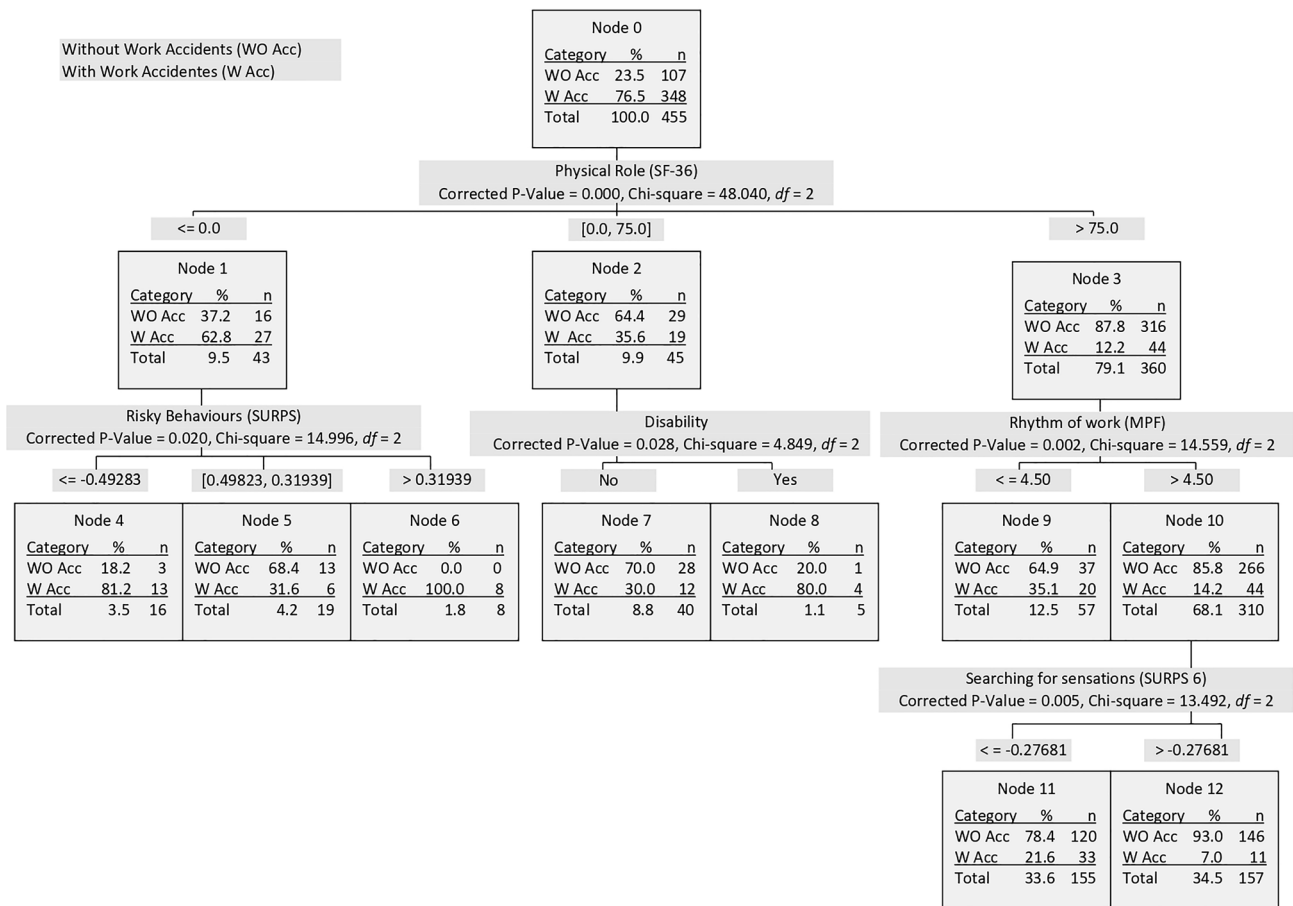 Without Work Accidents (WO Acc)
With Work Accidentes (W Acc)
Node 0
Category % n
WO Acc 23.5 107
W Acc 76.5 348
Total 100.0 455
Physical Role (SF-36)
Corrected P-Value = 0.000, Chi-square = 48.040, df = 2
<= 0.0
[0.0, 75.0]
> 75.0
Node 1
Category % n
WO Acc 37.2 16
W Acc 62.8 27
Total 9.5 43
Node 2
Category % n
WO Acc 64.4 29
W Acc 35.6 19
Total 9.9 45
Node 3
Category % n
WO Acc 87.8 316
W Acc 12.2 44
Total 79.1 360
Risky Behaviours (SURPS)
Corrected P-Value = 0.020, Chi-square = 14.996, df = 2
Disability
Corrected P-Value = 0.028, Chi-square = 4.849, df = 2
Rhythm of work (MPF)
Corrected P-Value = 0.002, Chi-square = 14.559, df = 2
<= -0.49283
[0.49823, 0.31939]
> 0.31939
No
Yes
< = 4.50
> 4.50
Node 4
Category % n
WO Acc 18.2 3
W Acc 81.2 13
Total 3.5 16
Node 5
Category % n
WO Acc 68.4 13
W Acc 31.6 6
Total 4.2 19
Node 6
Category % n
WO Acc 0.0 0
W Acc 100.0 8
Total 1.8 8
Node 7
Category % n
WO Acc 70.0 28
W Acc 30.0 12
Total 8.8 40
Node 8
Category % n
WO Acc 20.0 1
W Acc 80.0 4
Total 1.1 5
Node 9
Category % n
WO Acc 64.9 37
W Acc 35.1 20
Total 12.5 57
Node 10
Category % n
WO Acc 85.8 266
W Acc 14.2 44
Total 68.1 310
Searching for sensations (SURPS 6)
Corrected P-Value = 0.005, Chi-square = 13.492, df = 2
< = -0.27681
> -0.27681
Node 11
Category % n
WO Acc 78.4 120
W Acc 21.6 33
Total 33.6 155
Node 12
Category % n
WO Acc 93.0 146
W Acc 7.0 11
Total 34.5 157